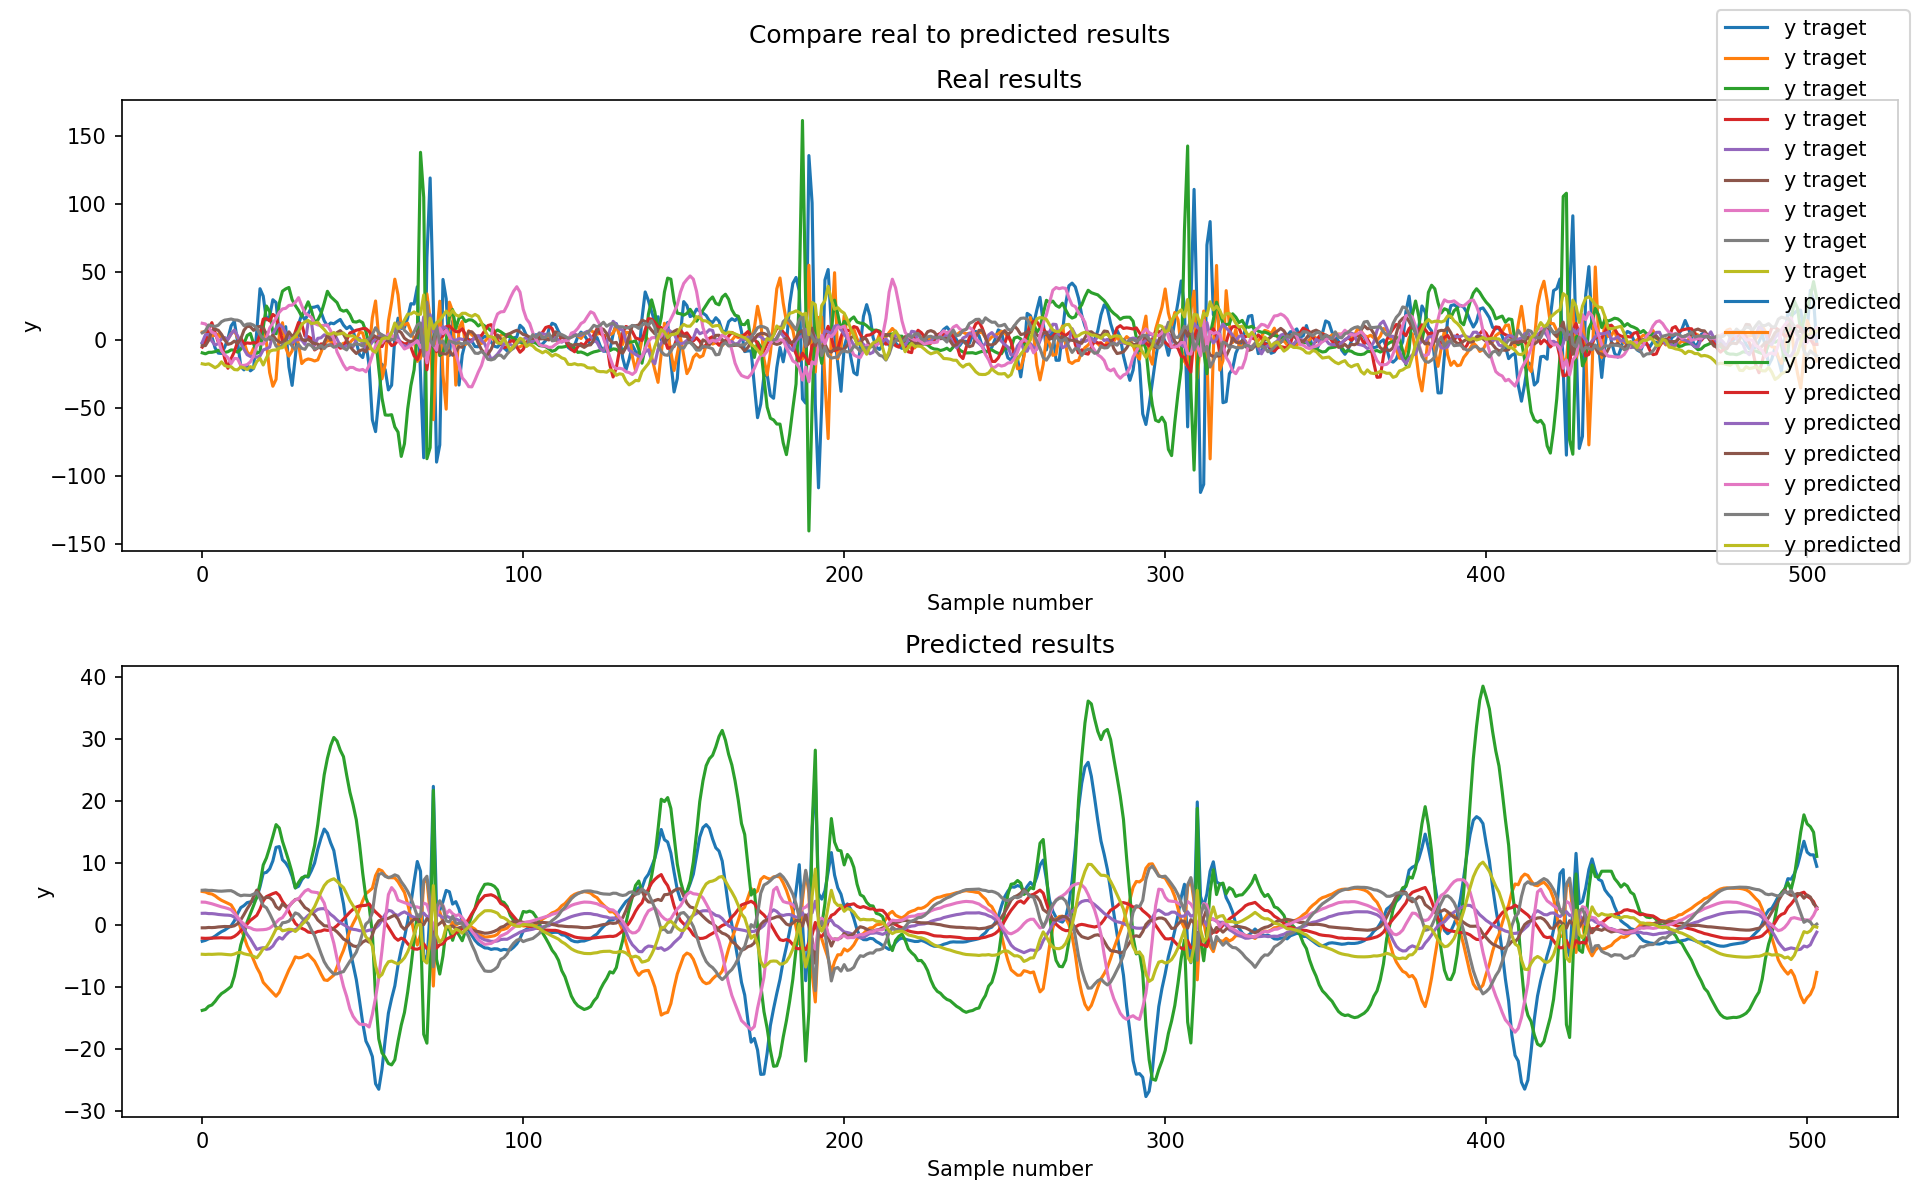 Compare real to predicted results
Real results
y traget
y traget
y traget
y traget
y traget
y traget
y traget
y traget
y traget
y predicted
y predicted
y predicted
y predicted
y predicted
y predicted
y predicted
y predicted
y predicted
150
100
50
0
−50
−100
−150
y
0 100 200 300 400 500
Sample number
Predicted results
40
30
20
10
0
−10
−20
−30
y
0 100 200 300 400 500
Sample number